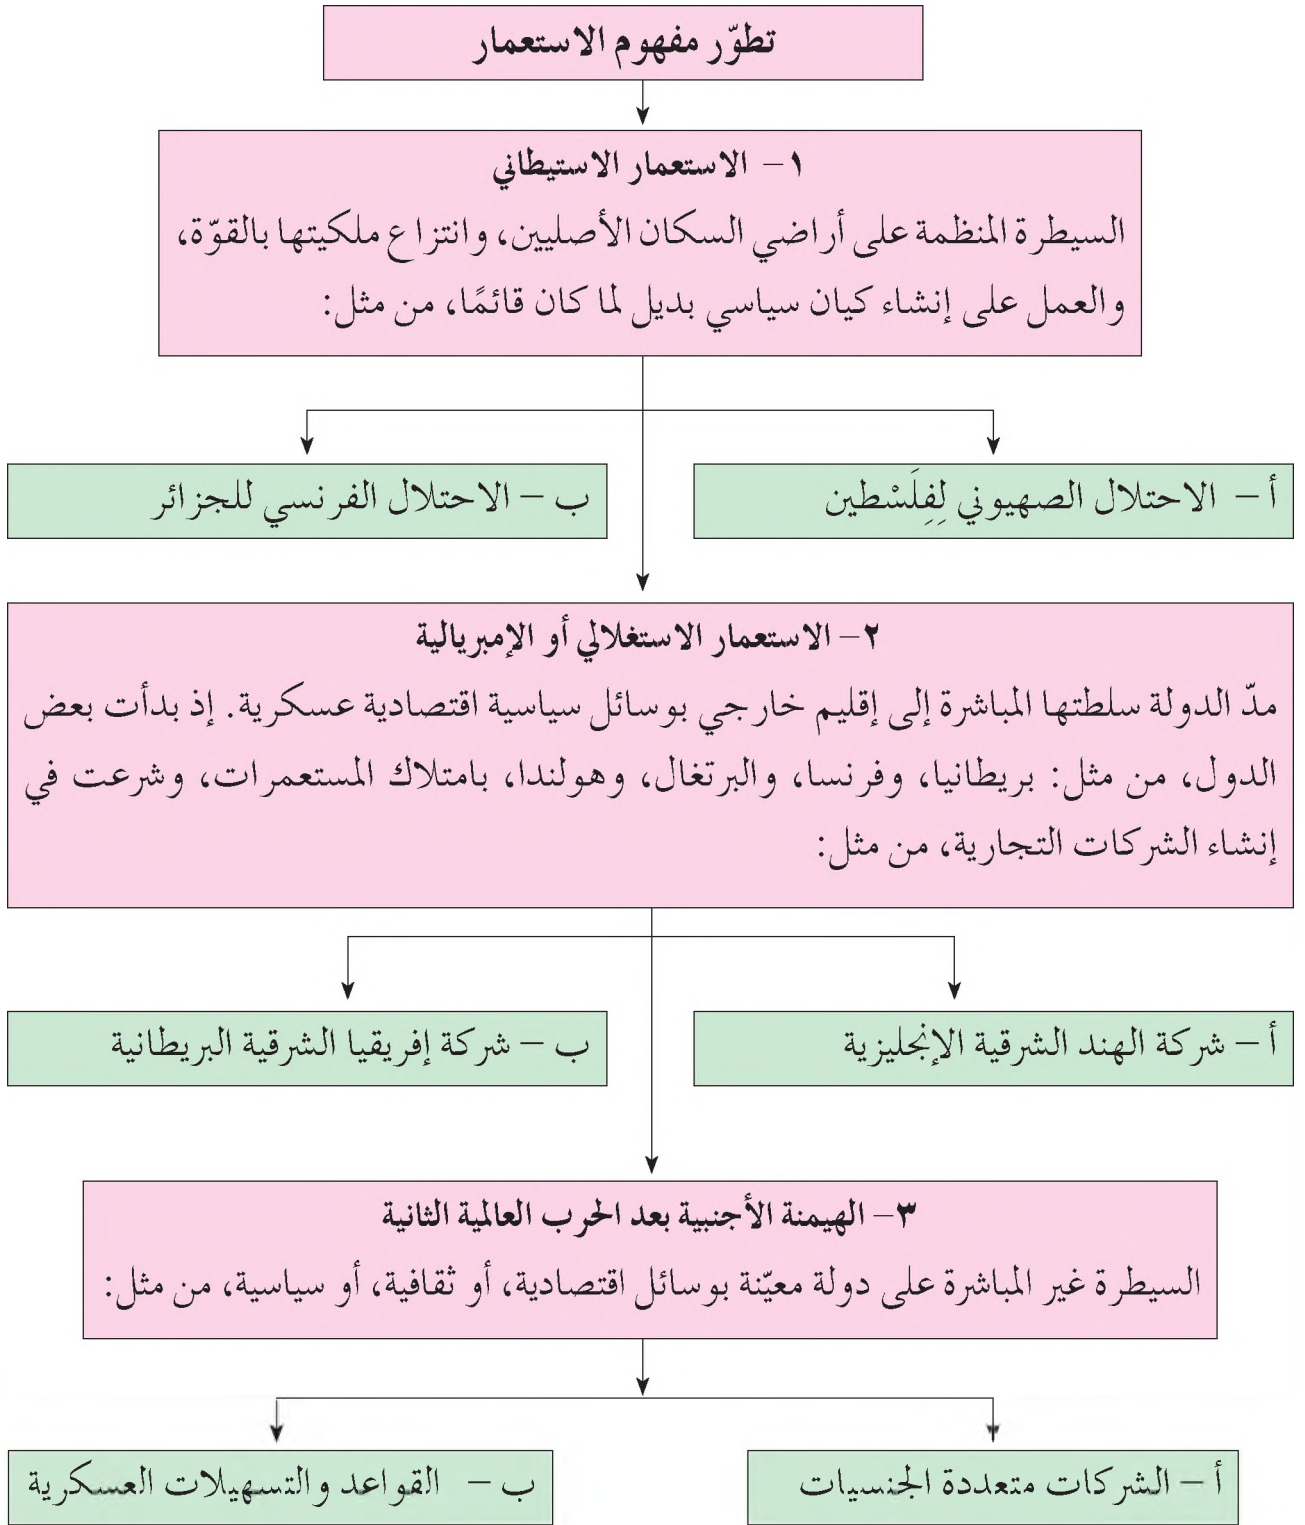 تطوّر مفهوم الاستعمار
١- الاستعمار الاستيطاني
السيطرة المنظمة على أراضي السكان الأصليين، وانتزاع ملكيتها بالقوّة،
والعمل على إنشاء كيان سياسي بديل لما كان قائمًا، من مثل:
أ - الاحتلال الصهيوني لِفِلَسْطين
ب - الاحتلال الفرنسي للجزائر
٢- الاستعمار الاستغلالي أو الإمبريالية
مدّ الدولة سلطتها المباشرة إلى إقليم خارجي بوسائل سياسية اقتصادية عسكرية. إذ بدأت بعض
الدول، من مثل: بريطانيا، وفرنسا، والبرتغال، وهولندا، بامتلاك المستعمرات، وشرعت في
إنشاء الشركات التجارية، من مثل:
أ - شركة الهند الشرقية الإنجليزية
ب - شركة إفريقيا الشرقية البريطانية
٣- الهيمنة الأجنبية بعد الحرب العالمية الثانية
السيطرة غير المباشرة على دولة معيّنة بوسائل اقتصادية، أو ثقافية، أو سياسية، من مثل:
أ - الشركات متعددة الجنسيات
ب - القواعد والتسهيلات العسكرية